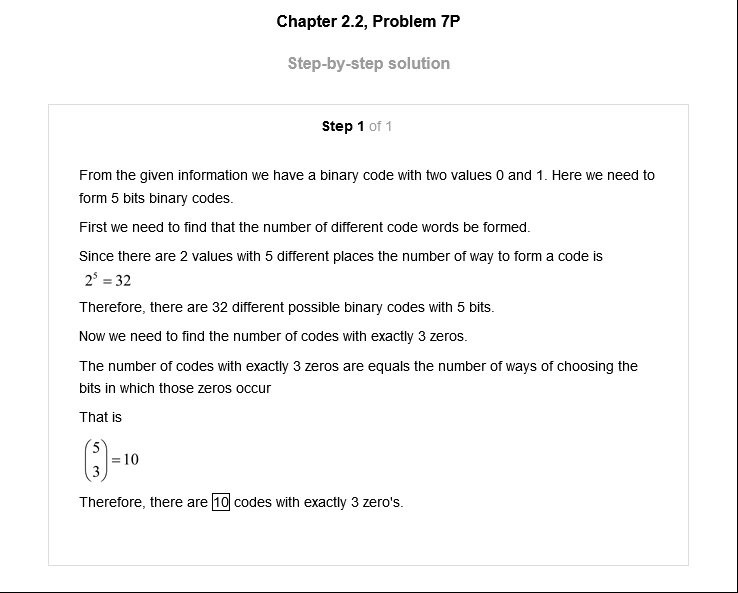 Chapter 2.2, Problem 7P
Step-by-step solution
Step 1 of 1
From the given information we have a binary code with two values 0 and 1. Here we need to
form 5 bits binary codes.
First we need to find that the number of different code words be formed.
Since there are 2 values with 5 different places the number of way to form a code is
2⁵ = 32
Therefore, there are 32 different possible binary codes with 5 bits.
Now we need to find the number of codes with exactly 3 zeros.
The number of codes with exactly 3 zeros are equals the number of ways of choosing the
bits in which those zeros occur
That is
(5
3) = 10
Therefore, there are 10 codes with exactly 3 zero's.